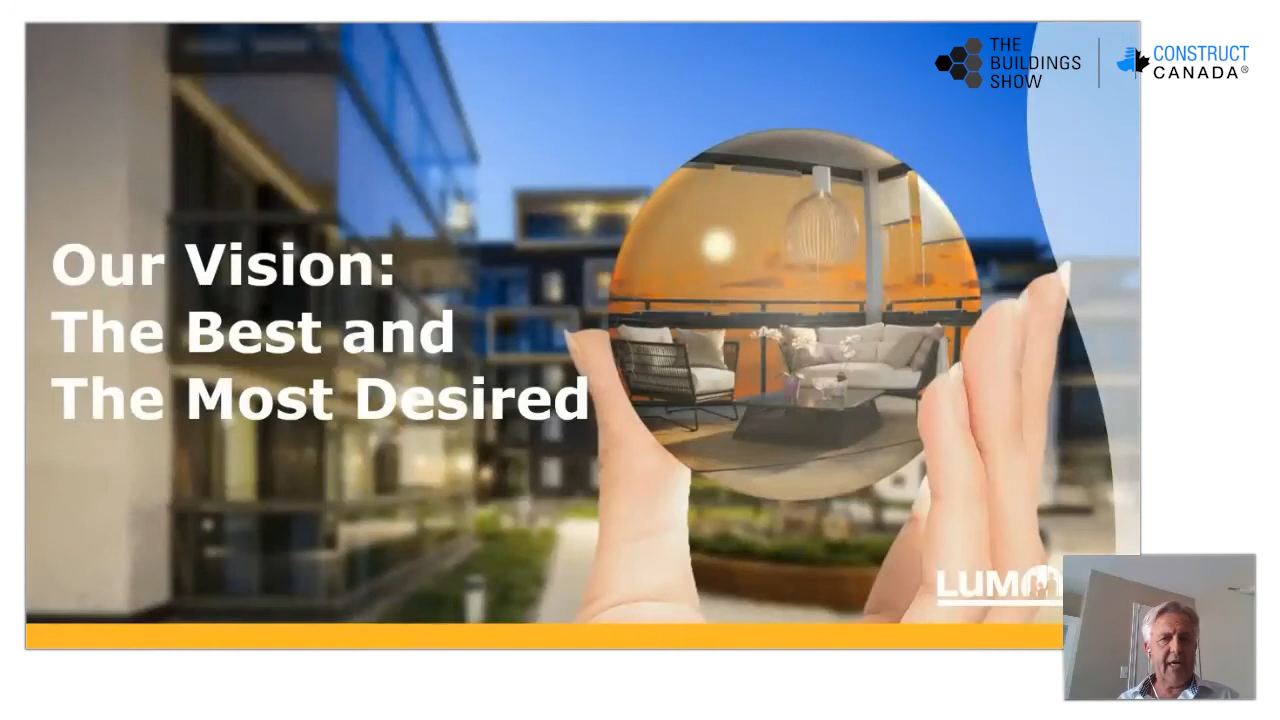 THE
BUILDINGS
SHOW
CONSTRUCT
CANADA®
Our Vision:
The Best and
The Most Desired